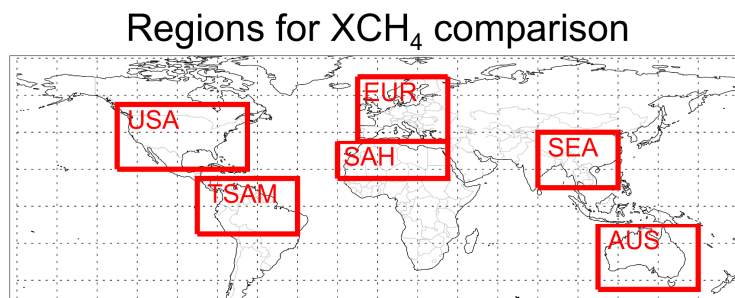 Regions for XCH₄ comparison
USA
EUR
SAH
SEA
TSAM
AUS